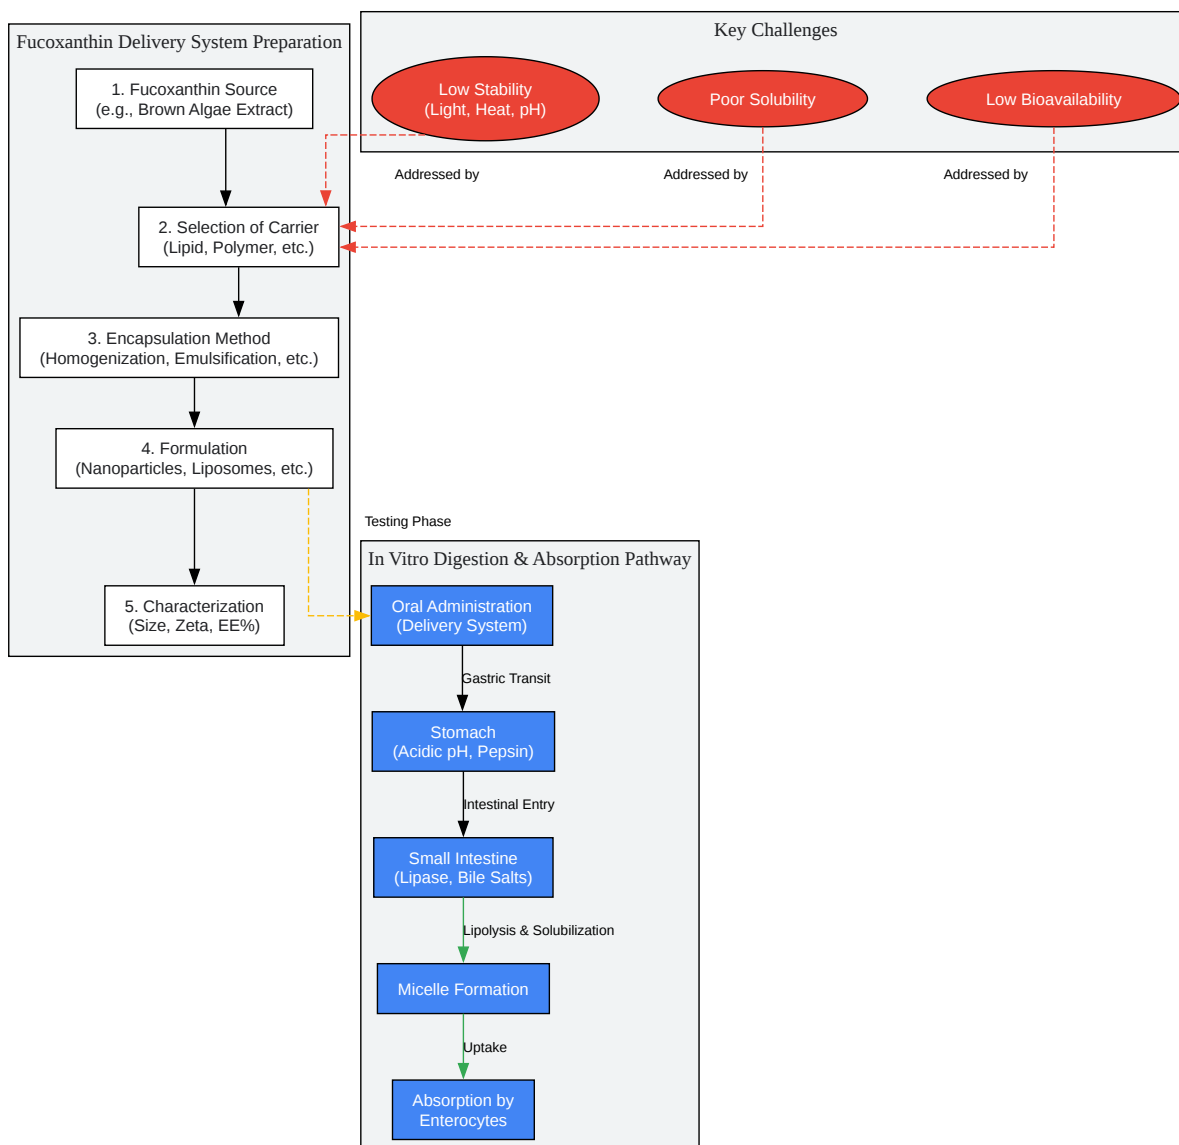 Fucoxanthin Delivery System Preparation
1. Fucoxanthin Source
(e.g., Brown Algae Extract)
2. Selection of Carrier
(Lipid, Polymer, etc.)
3. Encapsulation Method
(Homogenization, Emulsification, etc.)
4. Formulation
(Nanoparticles, Liposomes, etc.)
5. Characterization
(Size, Zeta, EE%)
Key Challenges
Low Stability
(Light, Heat, pH)
Poor Solubility
Low Bioavailability
Addressed by
Addressed by
Addressed by
Testing Phase
In Vitro Digestion & Absorption Pathway
Oral Administration
(Delivery System)
Gastric Transit
Stomach
(Acidic pH, Pepsin)
Intestinal Entry
Small Intestine
(Lipase, Bile Salts)
Lipolysis & Solubilization
Micelle Formation
Uptake
Absorption by
Enterocytes